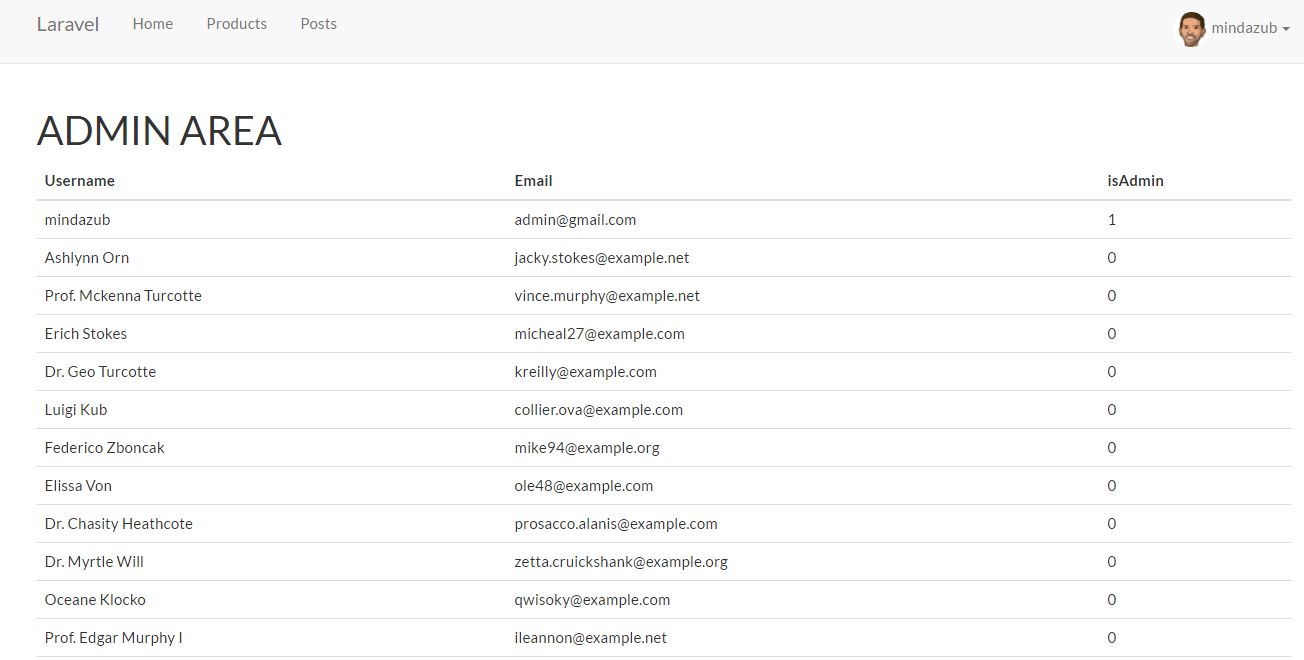 Laravel Home Products Posts mindazub
ADMIN AREA
Username Email isAdmin
mindazub admin@gmail.com 1
Ashlynn Orn jacky.stokes@example.net 0
Prof. Mckenna Turcotte vince.murphy@example.net 0
Erich Stokes micheal27@example.com 0
Dr. Geo Turcotte kreilly@example.com 0
Luigi Kub collier.ova@example.com 0
Federico Zboncak mike94@example.org 0
Elissa Von ole48@example.com 0
Dr. Chasity Heathcote prosacco.alanis@example.com 0
Dr. Myrtle Will zetta.cruickshank@example.org 0
Oceane Klocko qwisoky@example.com 0
Prof. Edgar Murphy I ileannon@example.net 0